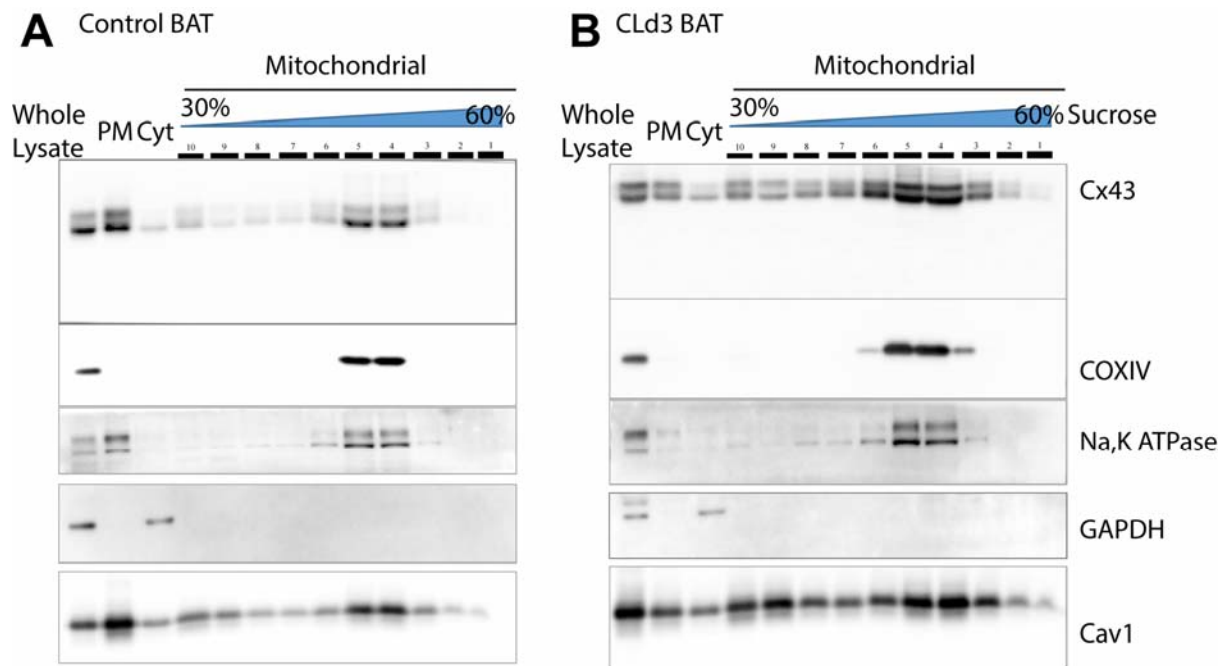 A Control BAT
Mitochondrial
30%
60%
Whole
Lysate
PM Cyt
10 9 8 7 6 5 4 3 2 1
B CLd3 BAT
Mitochondrial
30%
60% Sucrose
Whole
Lysate
PM Cyt
10 9 8 7 6 5 4 3 2 1
Cx43
COXIV
Na,K ATPase
GAPDH
Cav1